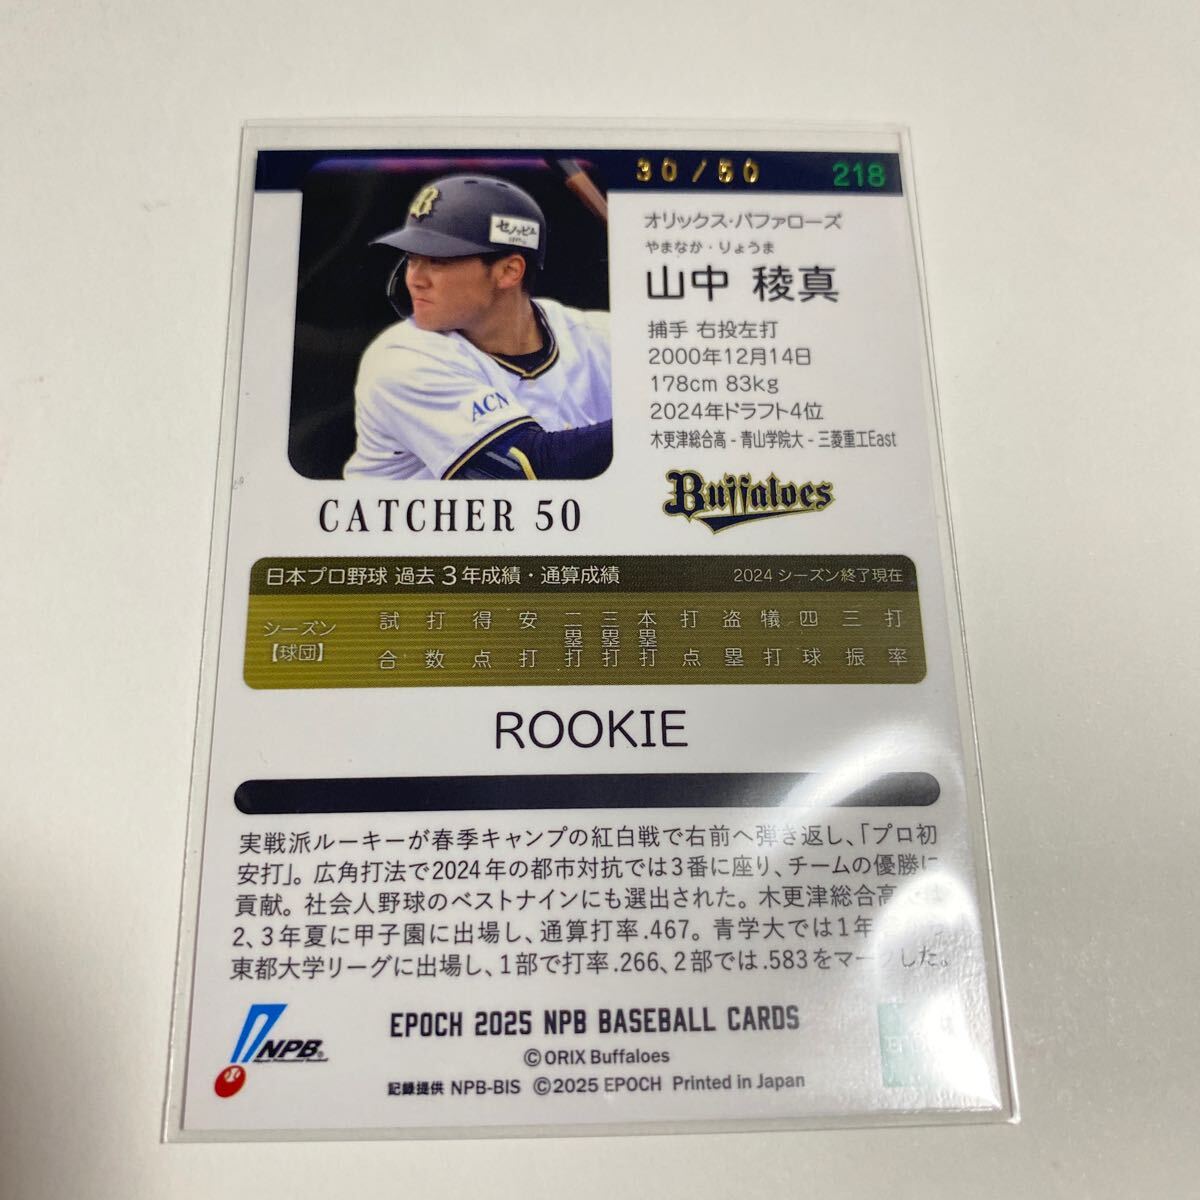 30/50
218
オリックス・バファローズ
やまなか・りょうま
山中 稜真
捕手 右投左打
2000年12月14日
178cm 83kg
2024年ドラフト4位
木更津総合高 - 青山学院大 - 三菱重工East
B
セノッピー
ACN
Buffaloes
CATCHER 50
日本プロ野球 過去3年成績・通算成績
2024 シーズン終了現在
シーズン【球団】 試合 打数 得点 安打 二塁打 三塁打 本塁打 打点 盗塁 犠打 四球 三振 打率
ROOKIE
実戦派ルーキーが春季キャンプの紅白戦で右前へ弾き返し、「プロ初
安打」。広角打法で2024年の都市対抗では3番に座り、チームの優勝に
貢献。社会人野球のベストナインにも選出された。木更津総合高
2、3年夏に甲子園に出場し、通算打率.467。青学大では1年
東都大学リーグに出場し、1部で打率.266、2部では.583をマークした。
NPB
EPOCH 2025 NPB BASEBALL CARDS
©ORIX Buffaloes
記録提供 NPB-BIS ©2025 EPOCH Printed in Japan